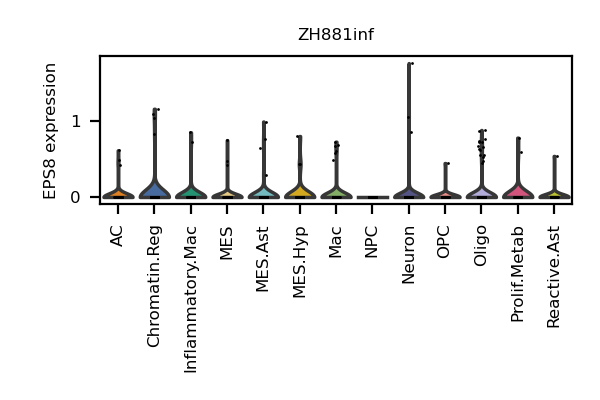 ZH881inf
EPS8 expression
1
0
AC
Chromatin.Reg
Inflammatory.Mac
MES
MES.Ast
MES.Hyp
Mac
NPC
Neuron
OPC
Oligo
Prolif.Metab
Reactive.Ast